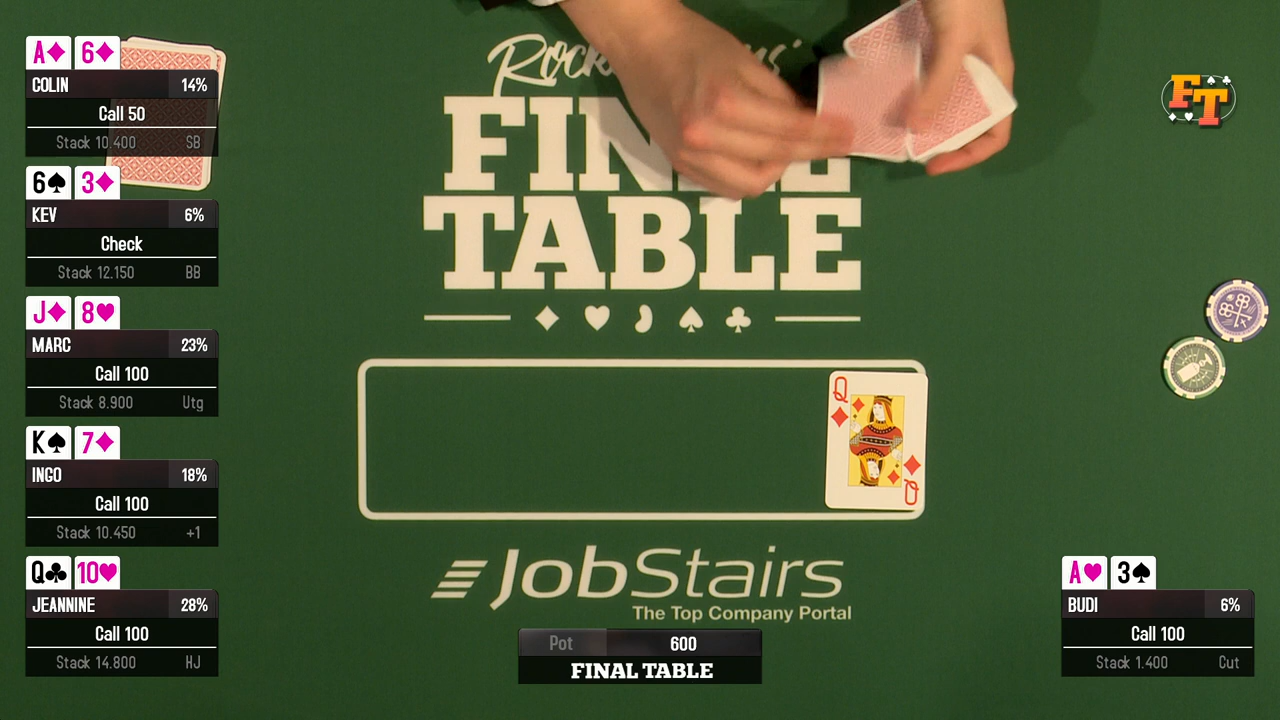 A♦ 6♦
COLIN 14%
Call 50
Stack 10.400 SB
6♠ 3♦
KEV 6%
Check
Stack 12.150 BB
J♦ 8♥
MARC 23%
Call 100
Stack 8.900 Utg
K♠ 7♦
INGO 18%
Call 100
Stack 10.450 +1
Q♣ 10♥
JEANNINE 28%
Call 100
Stack 14.800 HJ
FINAL
TABLE
Q
Q
JobStairs
The Top Company Portal
Pot 600
FINAL TABLE
FT
A♥ 3♠
BUDI 6%
Call 100
Stack 1.400 Cut